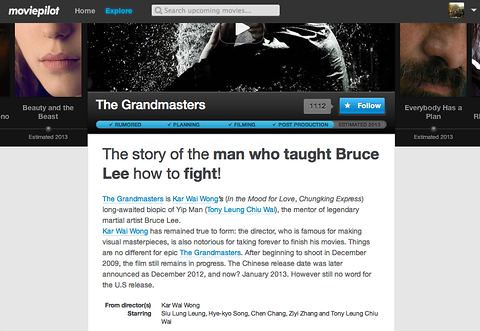 moviepilot Home Explore Search upcoming movies...
Beauty and the Beast
Estimated 2013
The Grandmasters
1112 Follow
✓ RUMORED ✓ PLANNING ✓ FILMING ✓ POST PRODUCTION ESTIMATED 2013
Everybody Has a Plan
Estimated 2013
The story of the man who taught Bruce
Lee how to fight!
The Grandmasters is Kar Wai Wong's (In the Mood for Love, Chungking Express)
long-awaited biopic of Yip Man (Tony Leung Chiu Wai), the mentor of legendary
martial artist Bruce Lee.
Kar Wai Wong has remained true to form: the director, who is famous for making
visual masterpieces, is also notorious for taking forever to finish his movies. Things
are no different for epic The Grandmasters. After beginning to shoot in December
2009, the film still remains in progress. The Chinese release date was later
announced as December 2012, and now? January 2013. However still no word for
the U.S release.
From director(s) Kar Wai Wong
Starring Siu Lung Leung, Hye-kyo Song, Chen Chang, Ziyi Zhang and Tony Leung Chiu
Wai